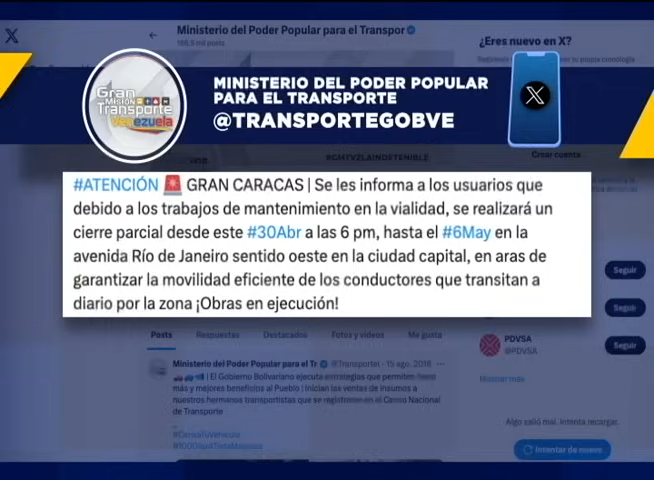 Ministerio del Poder Popular para el Transpor
¿Eres nuevo en X?
MINISTERIO DEL PODER POPULAR
PARA EL TRANSPORTE
@TRANSPORTEGOBVE
Gran
MISIÓN
Transporte
Venezuela
Crear cuenta
#ATENCIÓN 🚨 GRAN CARACAS | Se les informa a los usuarios que
debido a los trabajos de mantenimiento en la vialidad, se realizará un
cierre parcial desde este #30Abr a las 6 pm, hasta el #6May en la
avenida Río de Janeiro sentido oeste en la ciudad capital, en aras de
garantizar la movilidad eficiente de los conductores que transitan a
diario por la zona ¡Obras en ejecución!
Seguir
Seguir
Seguir
PDVSA
@PDVSA
Mostrar más
Posts Respuestas Destacados Fotos y videos Me gusta
Ministerio del Poder Popular para el Tr
El Gobierno Bolivariano ejecuta estrategias que permiten
más y mejores beneficios al Pueblo | Inician las ventas de insumos a
nuestros hermanos transportistas que se registraron en el Censo Nacional
de Transporte
Algo salió mal. Intenta recargar.
Intentar de nuevo